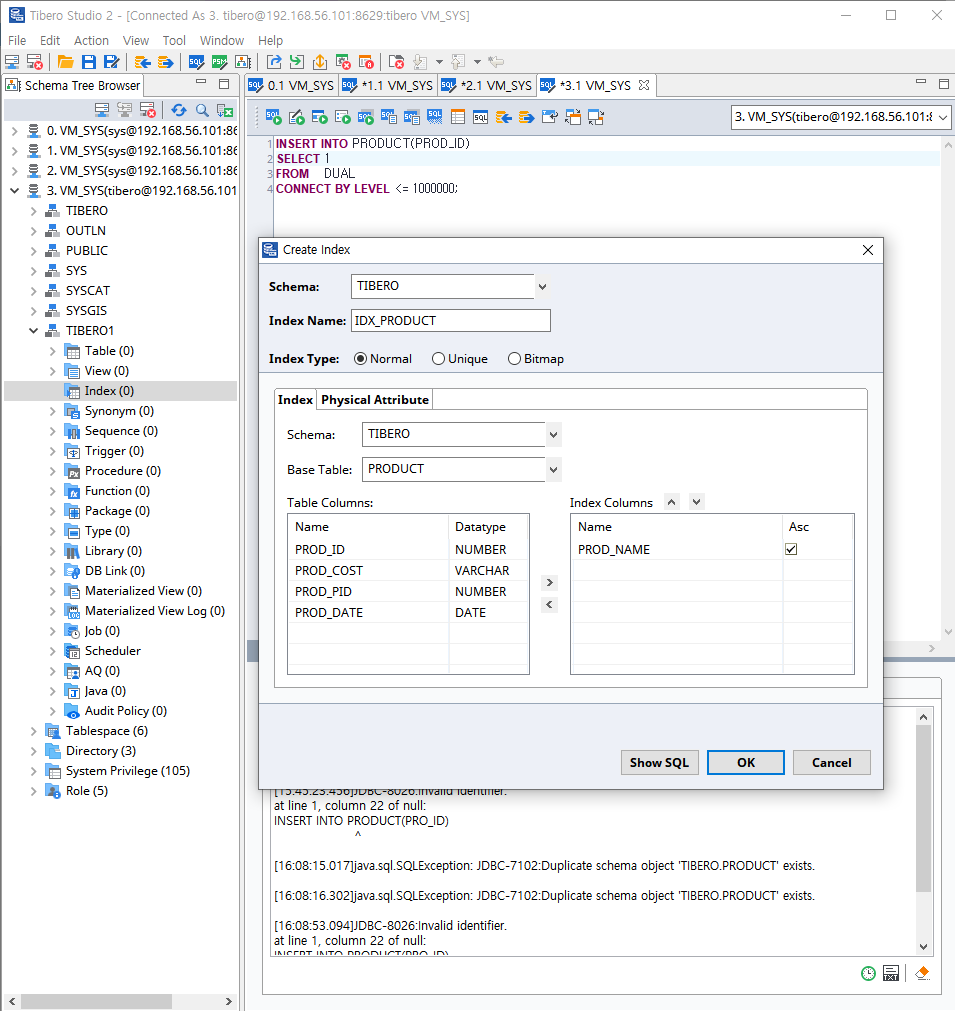 Tibero Studio 2 - [Connected As 3. tibero@192.168.56.101:8629:tibero VM_SYS]
File Edit Action View Tool Window Help
Schema Tree Browser
0.1 VM_SYS *1.1 VM_SYS *2.1 VM_SYS *3.1 VM_SYS
3. VM_SYS(tibero@192.168.56.101:8
0. VM_SYS(sys@192.168.56.101:86
1. VM_SYS(sys@192.168.56.101:86
2. VM_SYS(sys@192.168.56.101:86
3. VM_SYS(tibero@192.168.56.101
TIBERO
OUTLN
PUBLIC
SYS
SYSCAT
SYSGIS
TIBERO1
Table (0)
View (0)
Index (0)
Synonym (0)
Sequence (0)
Trigger (0)
Procedure (0)
Function (0)
Package (0)
Type (0)
Library (0)
DB Link (0)
Materialized View (0)
Materialized View Log (0)
Job (0)
Scheduler
AQ (0)
Java (0)
Audit Policy (0)
Tablespace (6)
Directory (3)
System Privilege (105)
Role (5)
1 INSERT INTO PRODUCT(PROD_ID)
2 SELECT 1
3 FROM DUAL
4 CONNECT BY LEVEL <= 1000000;
Create Index
Schema: TIBERO
Index Name: IDX_PRODUCT
Index Type: Normal Unique Bitmap
Index Physical Attribute
Schema: TIBERO
Base Table: PRODUCT
Table Columns: Index Columns
Name Datatype Name Asc
PROD_ID NUMBER PROD_NAME
PROD_COST VARCHAR
PROD_PID NUMBER
PROD_DATE DATE
Show SQL OK Cancel
[15:45:23.456]JDBC-8026:Invalid identifier.
at line 1, column 22 of null:
INSERT INTO PRODUCT(PRO_ID)
^
[16:08:15.017]java.sql.SQLException: JDBC-7102:Duplicate schema object 'TIBERO.PRODUCT' exists.
[16:08:16.302]java.sql.SQLException: JDBC-7102:Duplicate schema object 'TIBERO.PRODUCT' exists.
[16:08:53.094]JDBC-8026:Invalid identifier.
at line 1, column 22 of null:
INSERT INTO PRODUCT(PRO_ID)